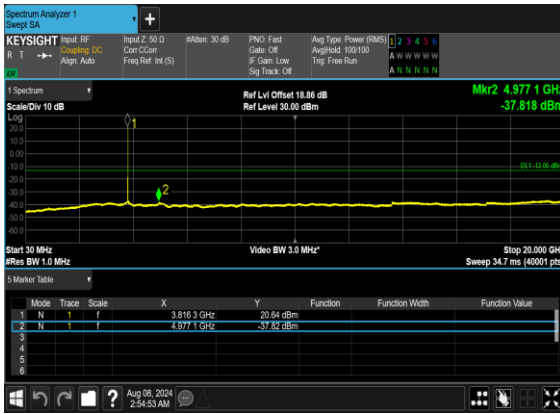 Spectrum Analyzer 1
Swept SA
+
KEYSIGHT Input: RF Input Z: 50 Ω #Atten: 30 dB PNO: Fast Avg Type: Power (RMS) 1 2 3 4 5 6
R T Coupling: DC Corr CCorr Gate: Off Avg|Hold: 100/100 A W W W W W
Align: Auto Freq Ref: Int (S) IF Gain: Low Trig: Free Run
Sig Track: Off A N N N N N
1 Spectrum Ref Lvl Offset 18.86 dB Mkr2 4.977 1 GHz
Scale/Div 10 dB Ref Level 30.00 dBm -37.818 dBm
Log
20.0
10.0
0.00
-10.0
DL1 -13.00 dBm
-20.0
-30.0
-40.0
-50.0
-60.0
1
2
Start 30 MHz Video BW 3.0 MHz* Stop 20.000 GHz
#Res BW 1.0 MHz Sweep 34.7 ms (40001 pts)
5 Marker Table
Mode Trace Scale X Y Function Function Width Function Value
1 N 1 f 3.816 3 GHz 20.64 dBm
2 N 1 f 4.977 1 GHz -37.82 dBm
3
4
5
6
? Aug 08, 2024
2:54:53 AM